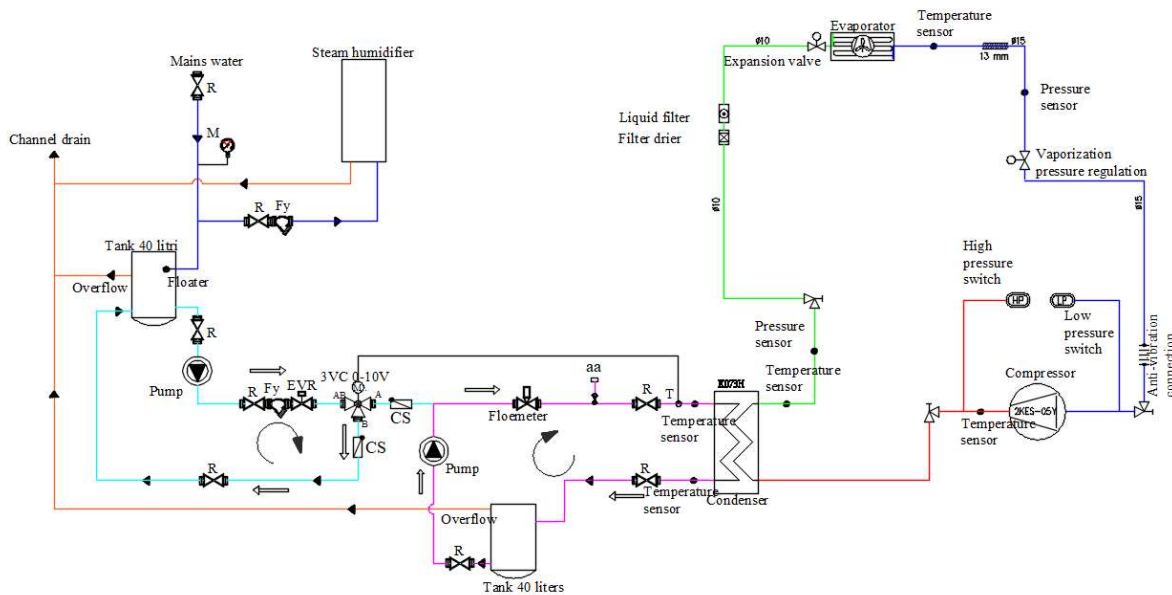 Evaporator
Temperature
sensor
Steam humidifier
Mains water
R
ø10
Expansion valve
13 mm
ø15
Pressure
sensor
Liquid filter
Filter drier
M
Channel drain
Vaporization
pressure regulation
R
Fy
ø10
ø15
Tank 40 litri
Floater
Overflow
High
pressure
switch
HP
LP
Low
pressure
switch
R
Pressure
sensor
Temperature
sensor
Anti-vibration
connection
Pump
R
Fy
EVR
3VC 0-10V
M
AB
A
B
CS
CS
aa
Floemeter
R
T
Temperature
sensor
K073H
Compressor
2KES-05Y
Temperature
sensor
Pump
R
R
Temperature
sensor
Condenser
Overflow
R
Tank 40 liters